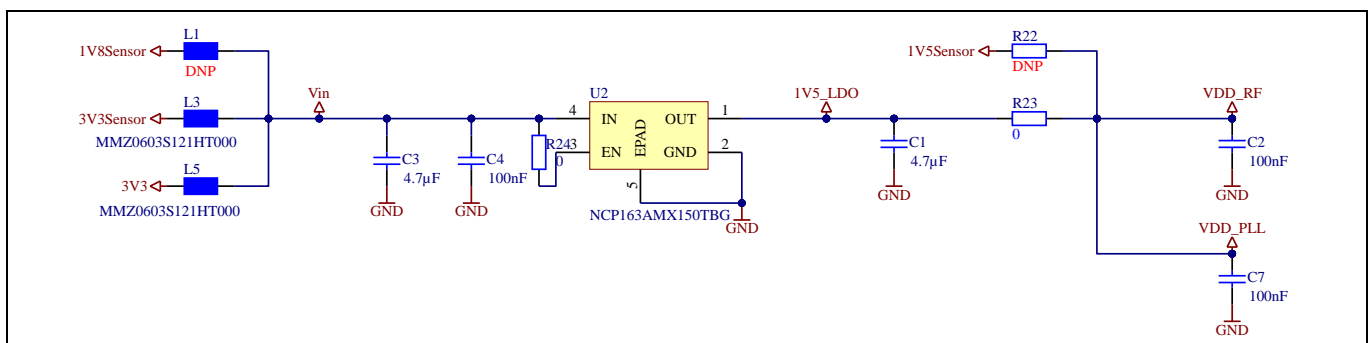 L1
1V8Sensor
DNP
L3
3V3Sensor
MMZ0603S121HT000
L5
3V3
MMZ0603S121HT000
Vin
C3
4.7µF
GND
C4
100nF
GND
R24
0
U2
4
IN
OUT
1
3
EN
EPAD
GND
2
5
NCP163AMX150TBG
GND
1V5_LDO
C1
4.7µF
GND
R22
1V5Sensor
DNP
R23
0
VDD_RF
C2
100nF
GND
VDD_PLL
C7
100nF
GND